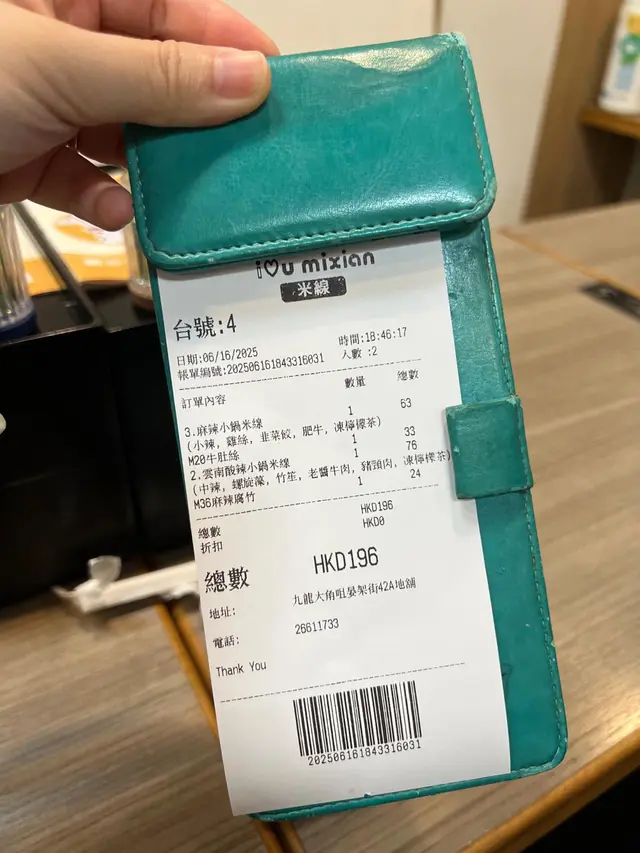 i♡u mixian
米線
台號:4
日期:06/16/2025 時間:18:46:17
帳單編號:202506161843316031 人數:2
訂單內容 數量 總數
3.麻辣小鍋米線 1 63
(小辣, 雞絲, 韭菜餃, 肥牛, 凍檸檬茶)
M20牛肚絲 1 33
2.雲南酸辣小鍋米線 1 76
(中辣, 螺旋藻, 竹笙, 老醬牛肉, 豬頸肉, 凍檸檬茶)
M36麻辣腐竹 1 24
總數 HKD196
折扣 HKD0
總數 HKD196
地址: 九龍大角咀晏架街42A地舖
電話: 26611733
Thank You
202506161843316031